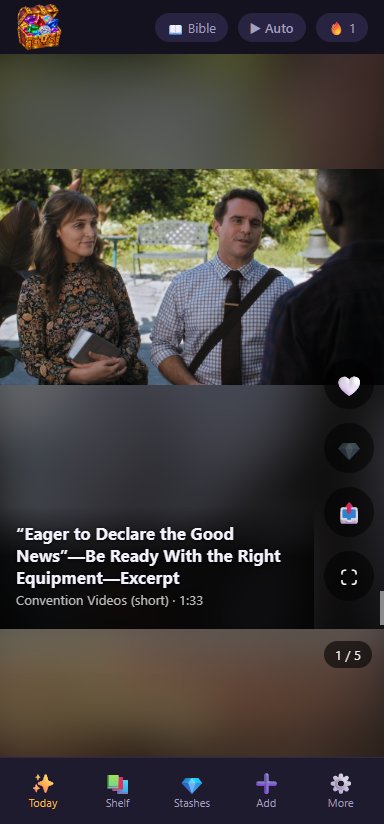 Bible
Auto
1
“Eager to Declare the Good
News”—Be Ready With the Right
Equipment—Excerpt
Convention Videos (short) · 1:33
1 / 5
Today
Shelf
Stashes
Add
More